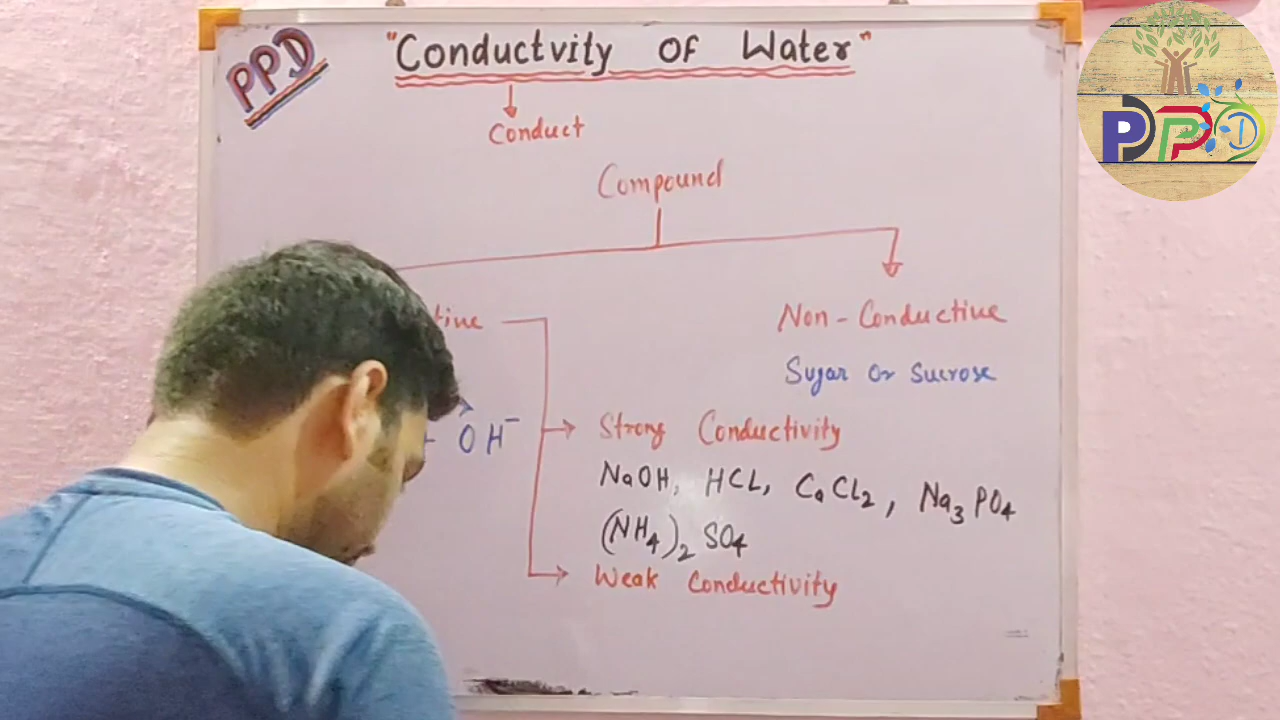 PPD
"Conductvity OF Water"
Conduct
Compound
Non-Conductive
Sugar Or Sucrose
Strong Conductivity
NaOH, HCL, CaCl2, Na3PO4
(NH4)2 SO4
Weak Conductivity
OH-
PPD